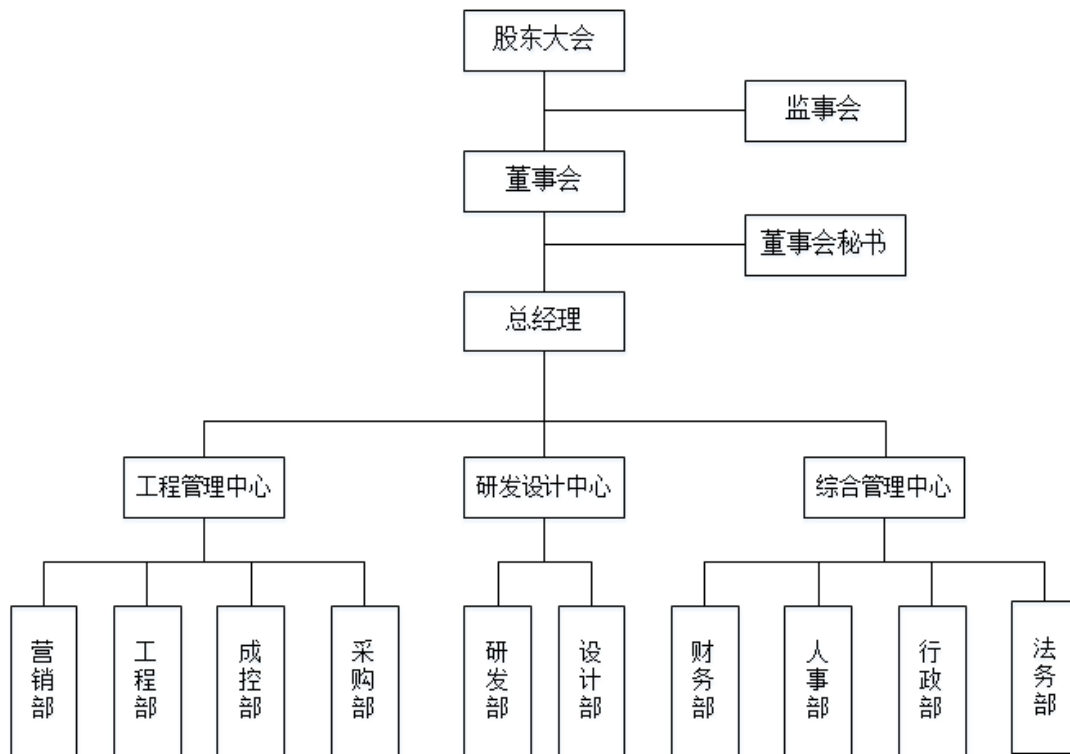 股东大会
监事会
董事会
董事会秘书
总经理
工程管理中心
研发设计中心
综合管理中心
营销部
工程部
成控部
采购部
研发部
设计部
财务部
人事部
行政部
法务部